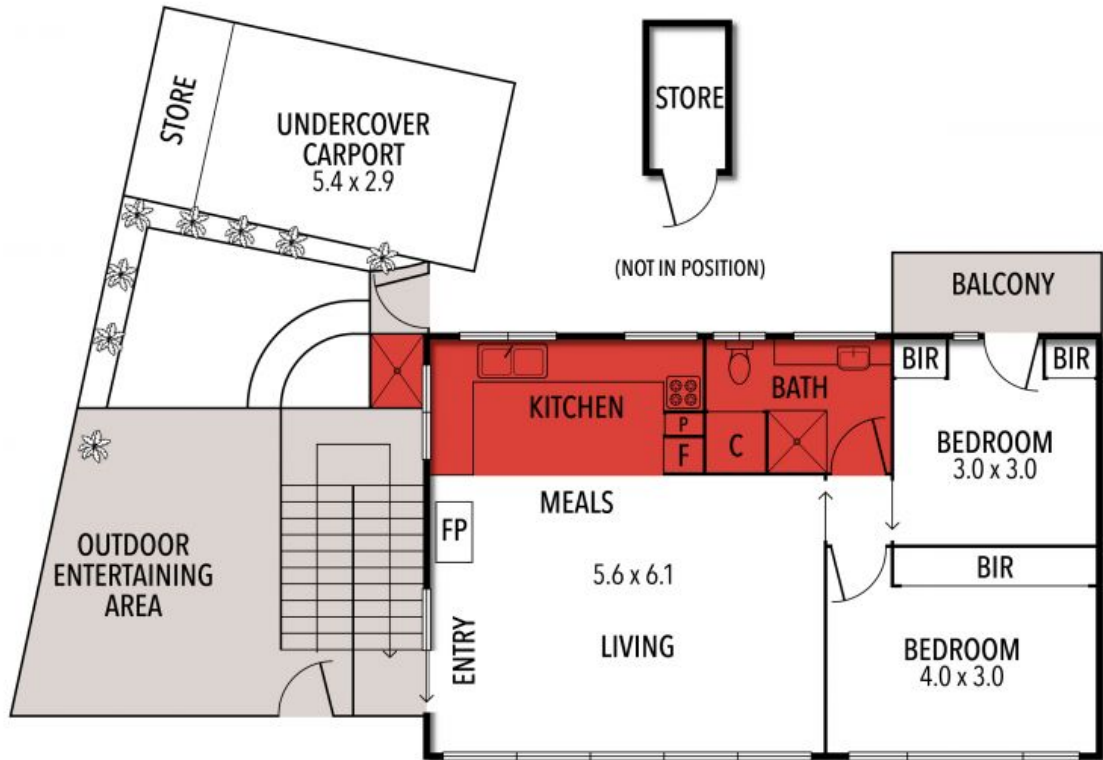 STORE
UNDERCOVER
CARPORT
5.4 x 2.9
STORE
(NOT IN POSITION)
BALCONY
BIR
BIR
KITCHEN
BATH
P
F
C
BEDROOM
3.0 x 3.0
MEALS
FP
5.6 x 6.1
BIR
OUTDOOR
ENTERTAINING
AREA
ENTRY
LIVING
BEDROOM
4.0 x 3.0